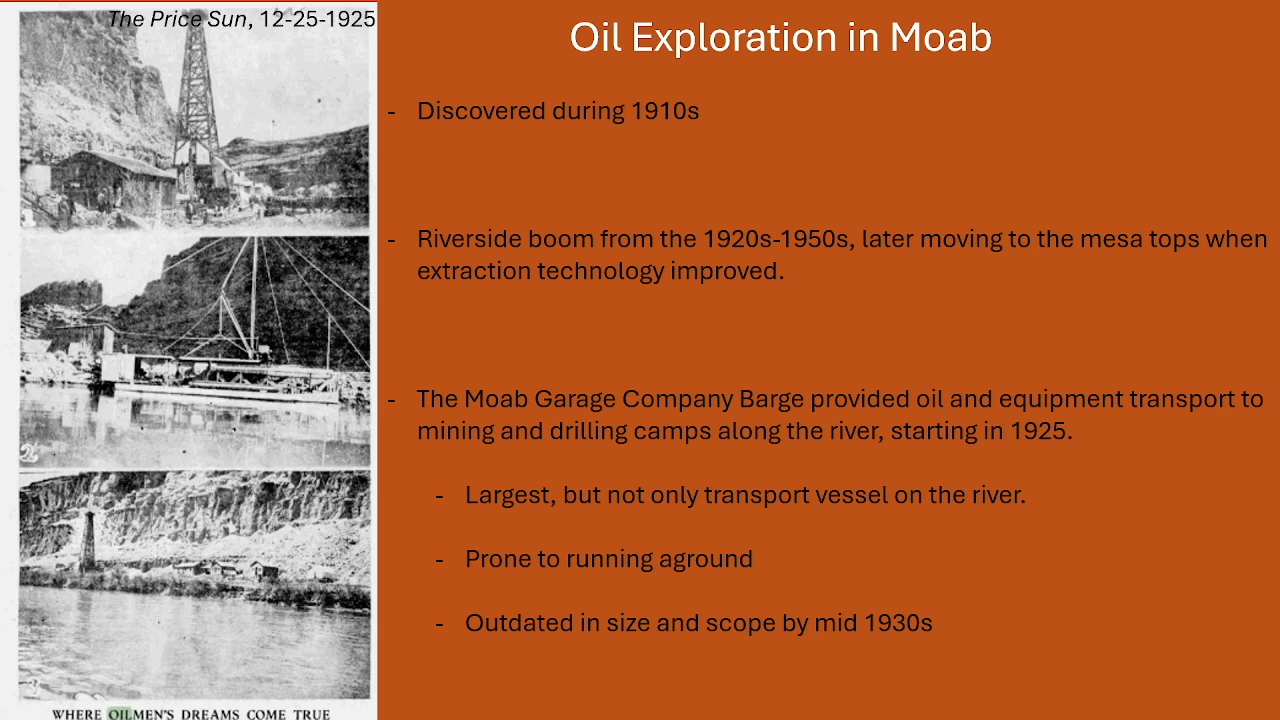 The Price Sun, 12-25-1925
Oil Exploration in Moab
- Discovered during 1910s
- Riverside boom from the 1920s-1950s, later moving to the mesa tops when
extraction technology improved.
- The Moab Garage Company Barge provided oil and equipment transport to
mining and drilling camps along the river, starting in 1925.
- Largest, but not only transport vessel on the river.
- Prone to running aground
- Outdated in size and scope by mid 1930s
WHERE OILMEN'S DREAMS COME TRUE